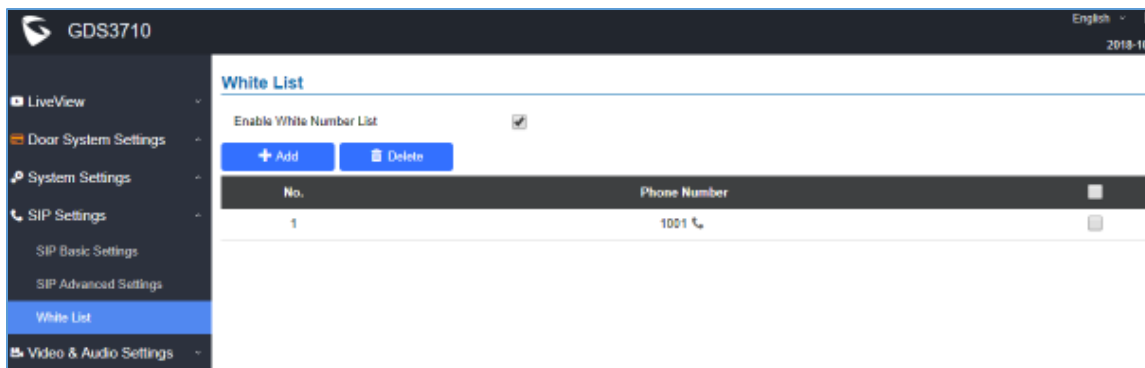 GDS3710
English
2018-10
LiveView
Door System Settings
System Settings
SIP Settings
SIP Basic Settings
SIP Advanced Settings
White List
Video & Audio Settings
White List
Enable White Number List
Add Delete
No. Phone Number
1 1001